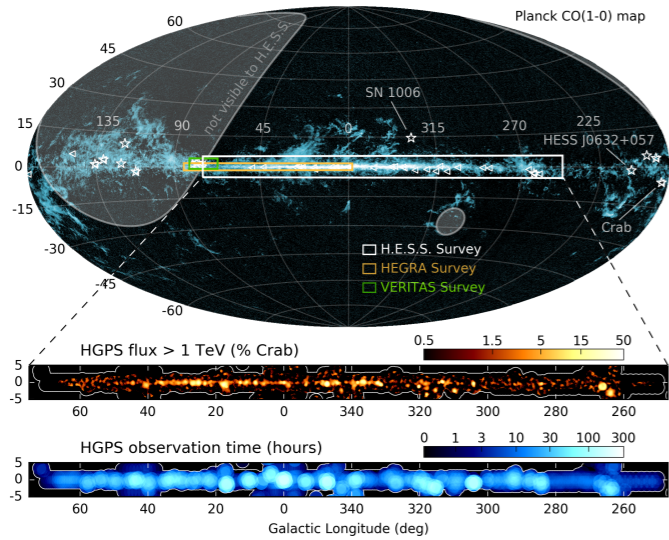 Planck CO(1-0) map
60
45
30
15
0
-15
-30
-45
-60
not visible to H.E.S.S.
SN 1006
135
90
45
0
315
270
225
HESS J0632+057
Crab
H.E.S.S. Survey
HEGRA Survey
VERITAS Survey
HGPS flux > 1 TeV (% Crab)
0.5 1.5 5 15 50
5
0
-5
60 40 20 0 340 320 300 280 260
HGPS observation time (hours)
0 1 3 10 30 100 300
5
0
-5
60 40 20 0 340 320 300 280 260
Galactic Longitude (deg)